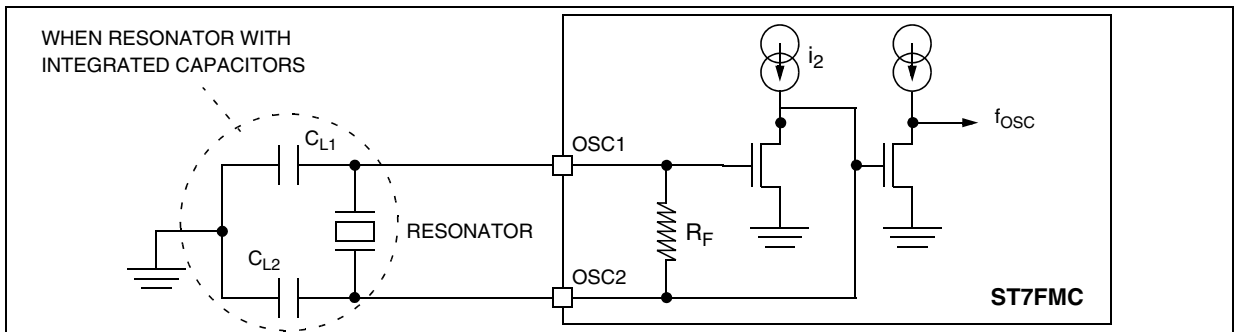 WHEN RESONATOR WITH
INTEGRATED CAPACITORS
i2
fOSC
CL1
OSC1
RESONATOR
RF
CL2
OSC2
ST7FMC